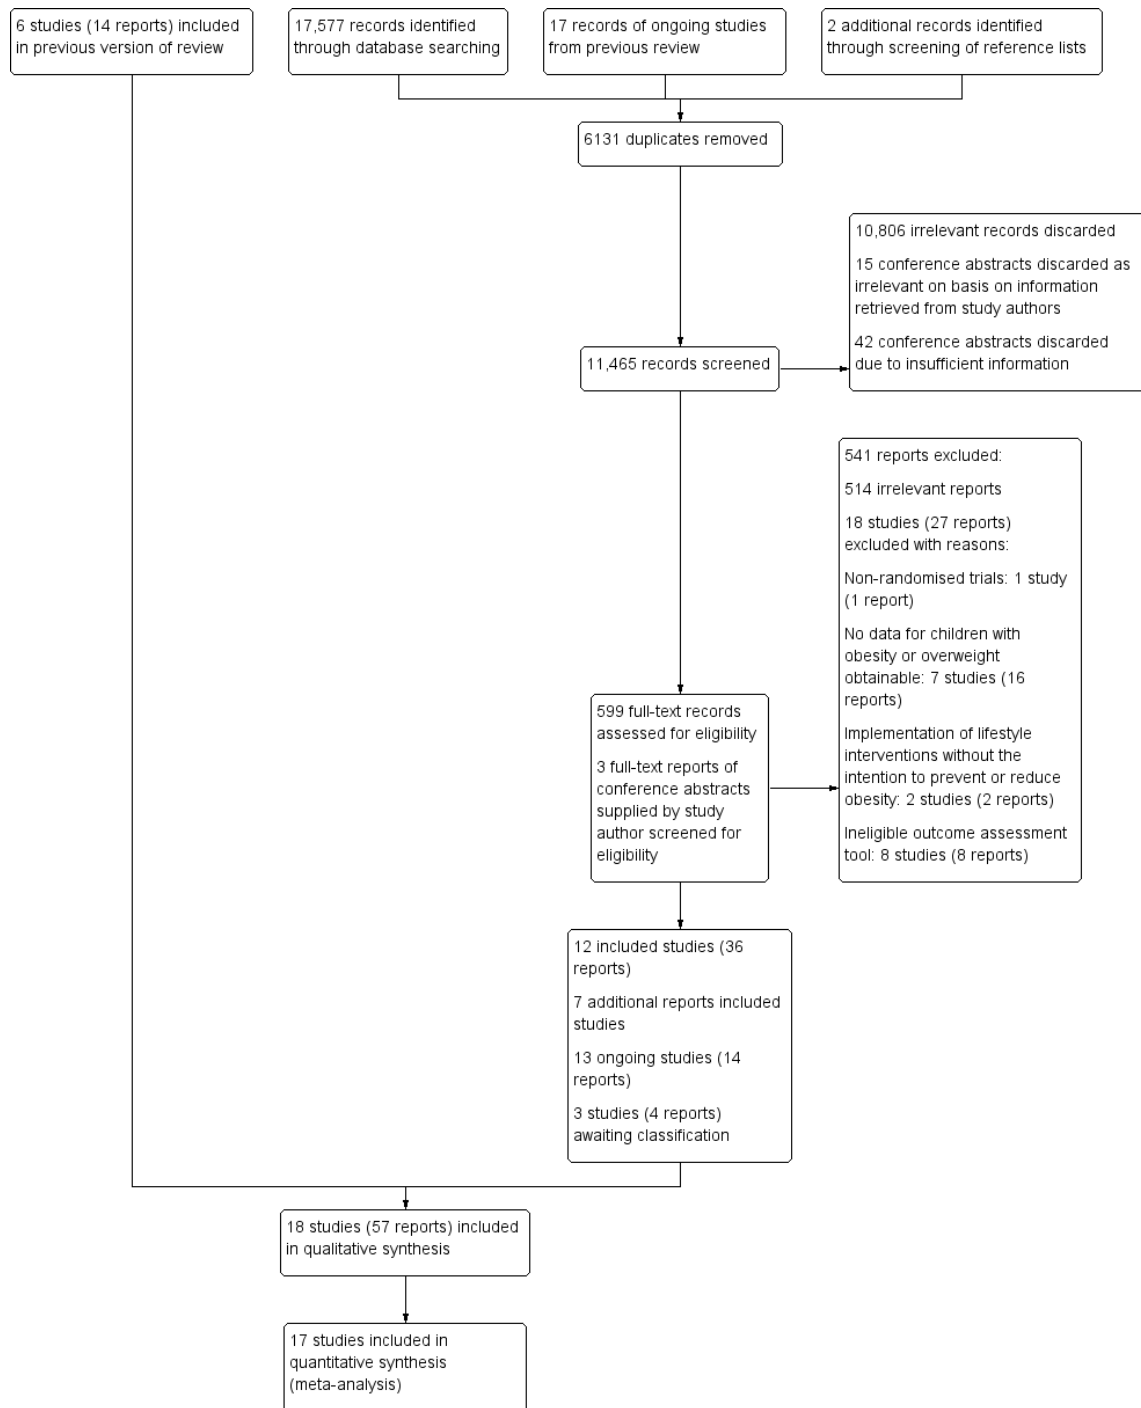 6 studies (14 reports) included
in previous version of review
17,577 records identified
through database searching
17 records of ongoing studies
from previous review
2 additional records identified
through screening of reference lists
6131 duplicates removed
10,806 irrelevant records discarded
15 conference abstracts discarded as
irrelevant on basis on information
retrieved from study authors
42 conference abstracts discarded
due to insufficient information
11,465 records screened
541 reports excluded:
514 irrelevant reports
18 studies (27 reports)
excluded with reasons:
Non-randomised trials: 1 study
(1 report)
No data for children with
obesity or overweight
obtainable: 7 studies (16
reports)
Implementation of lifestyle
interventions without the
intention to prevent or reduce
obesity: 2 studies (2 reports)
Ineligible outcome assessment
tool: 8 studies (8 reports)
599 full-text records
assessed for eligibility
3 full-text reports of
conference abstracts
supplied by study
author screened for
eligibility
12 included studies (36
reports)
7 additional reports included
studies
13 ongoing studies (14
reports)
3 studies (4 reports)
awaiting classification
18 studies (57 reports) included
in qualitative synthesis
17 studies included in
quantitative synthesis
(meta-analysis)